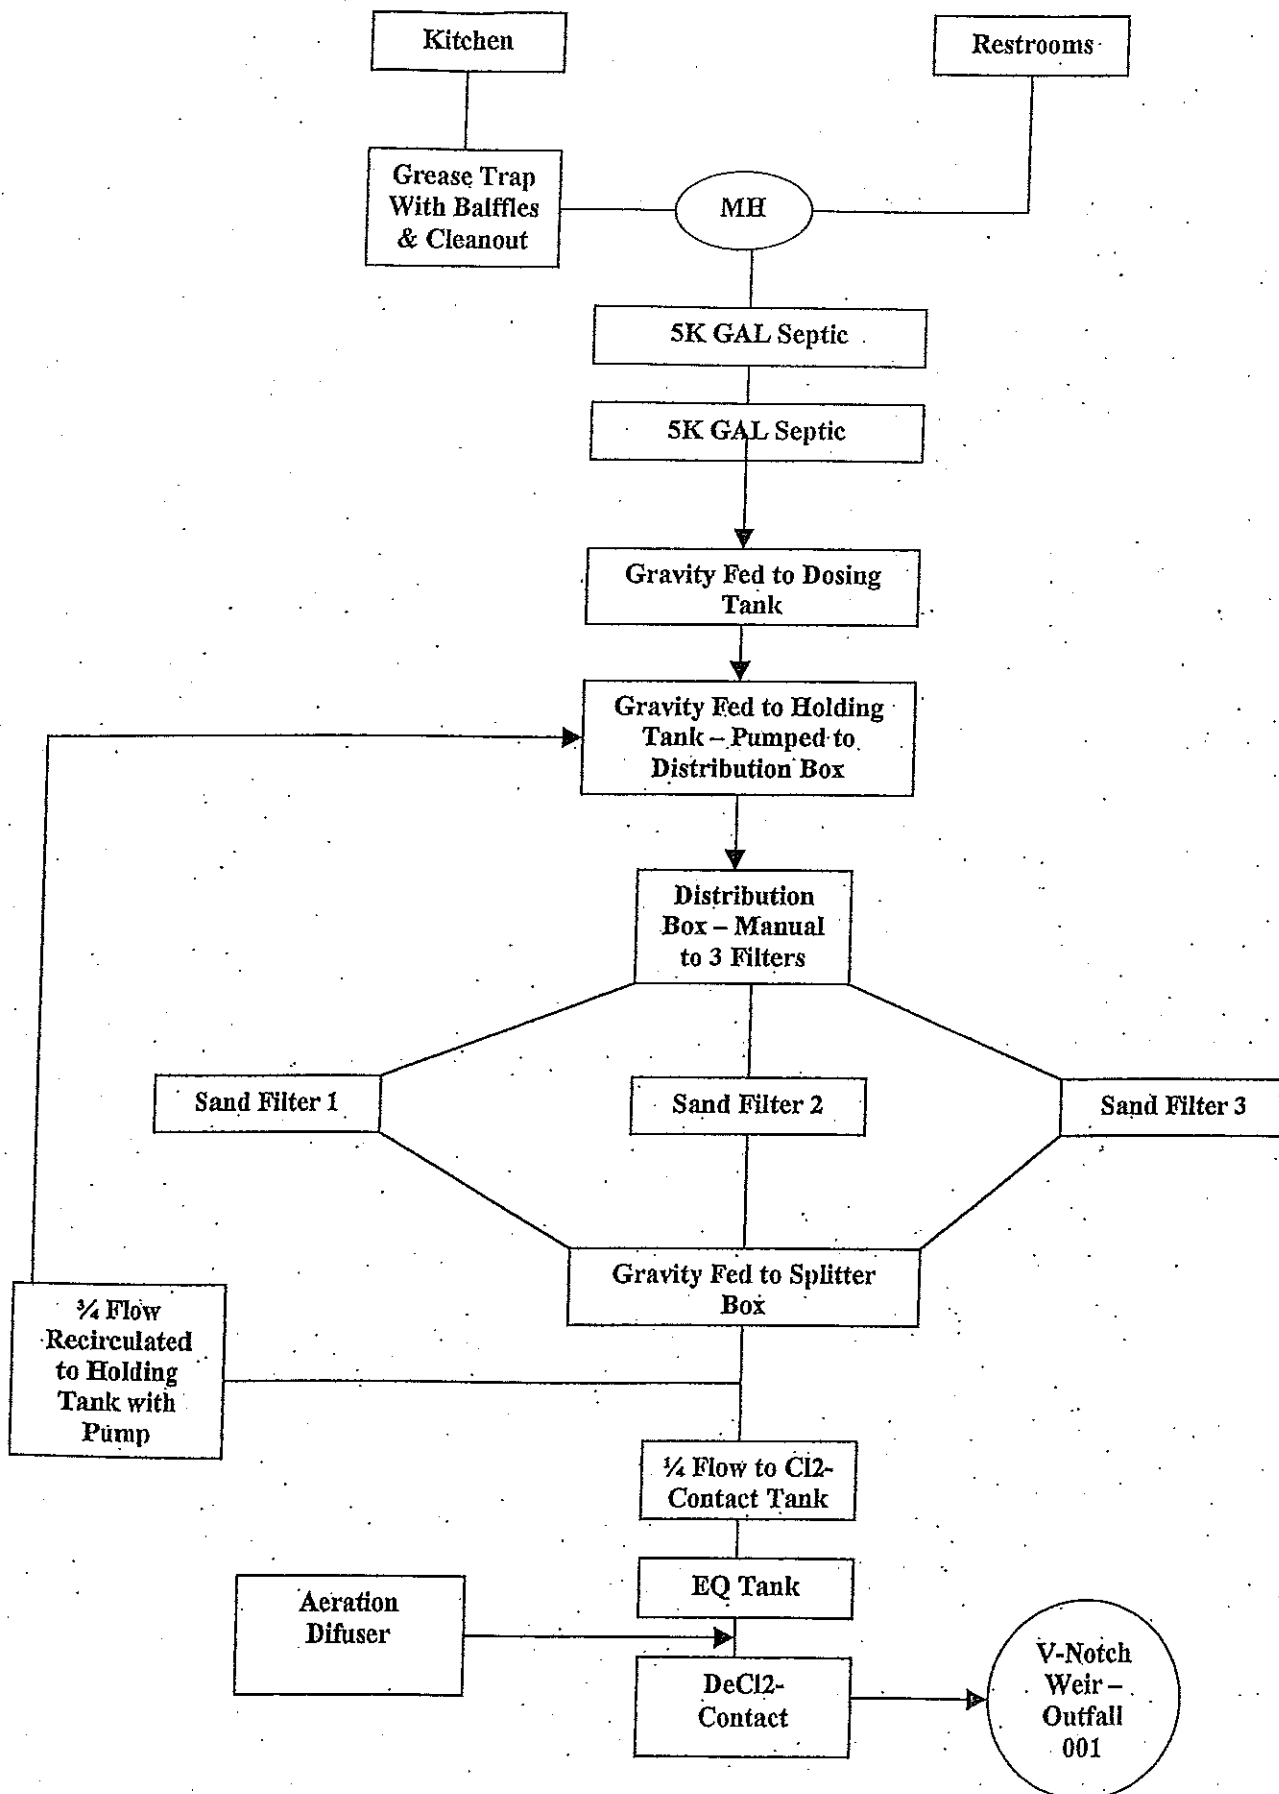 Kitchen
Restrooms
Grease Trap
With Balffles
& Cleanout
MH
5K GAL Septic
5K GAL Septic
Gravity Fed to Dosing
Tank
Gravity Fed to Holding
Tank – Pumped to
Distribution Box
Distribution
Box – Manual
to 3 Filters
Sand Filter 1
Sand Filter 2
Sand Filter 3
Gravity Fed to Splitter
Box
¾ Flow
Recirculated
to Holding
Tank with
Pump
¼ Flow to Cl2-
Contact Tank
EQ Tank
Aeration
Difuser
DeCl2-
Contact
V-Notch
Weir –
Outfall
001